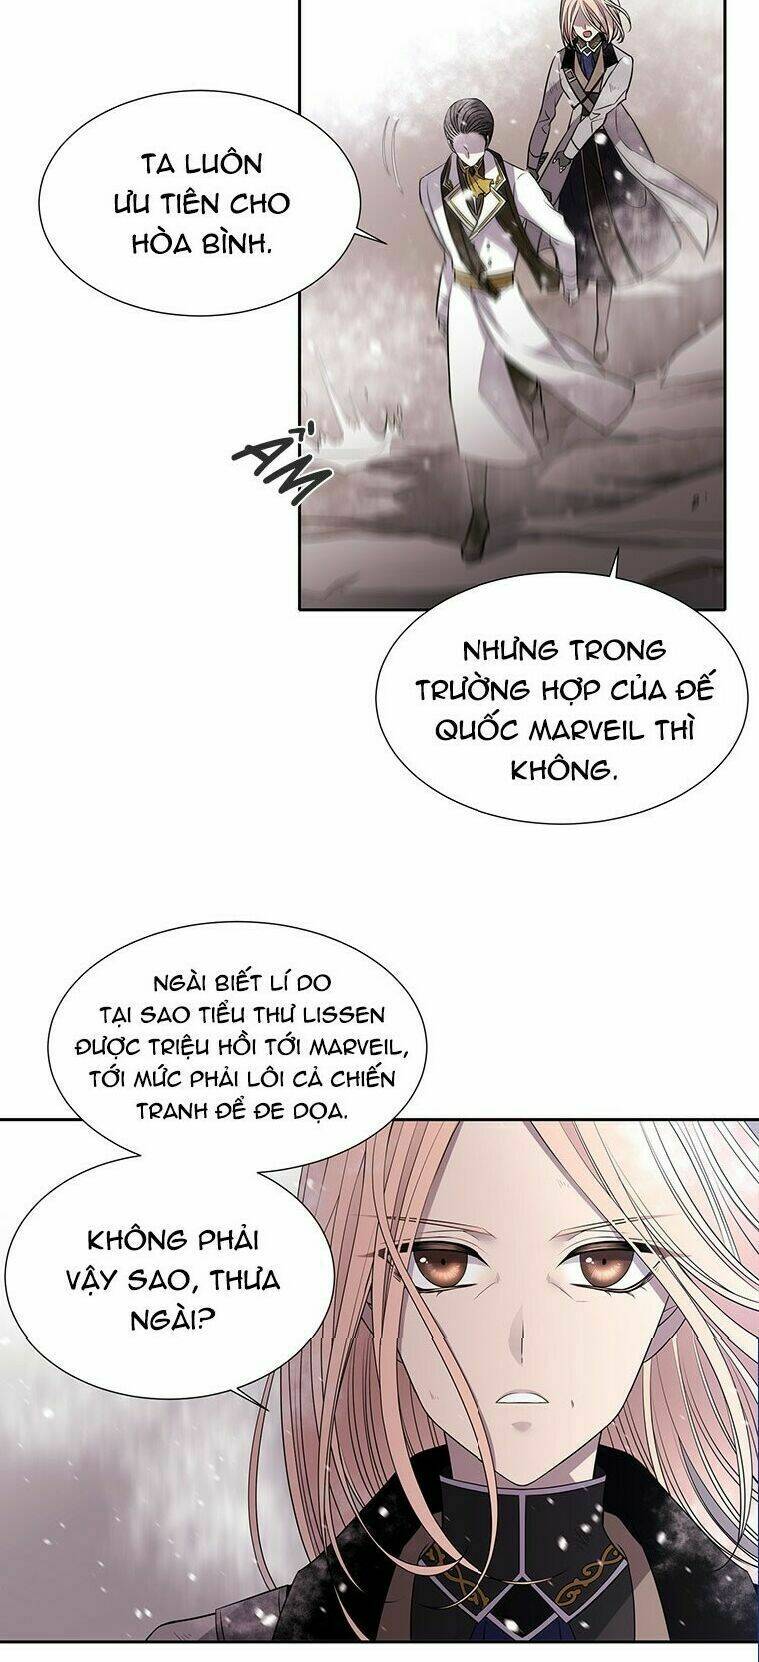 TA LUÔN
ƯU TIÊN CHO
HÒA BÌNH.
ẦM
NHƯNG TRONG
TRƯỜNG HỢP CỦA ĐẾ
QUỐC MARVEIL THÌ
KHÔNG.
NGÀI BIẾT LÍ DO
TẠI SAO TIỂU THƯ LISSEN
ĐƯỢC TRIỆU HỒI TỚI MARVEIL,
TỚI MỨC PHẢI LÔI CẢ CHIẾN
TRANH ĐỂ ĐE DỌA.
KHÔNG PHẢI
VẬY SAO, THƯA
NGÀI?